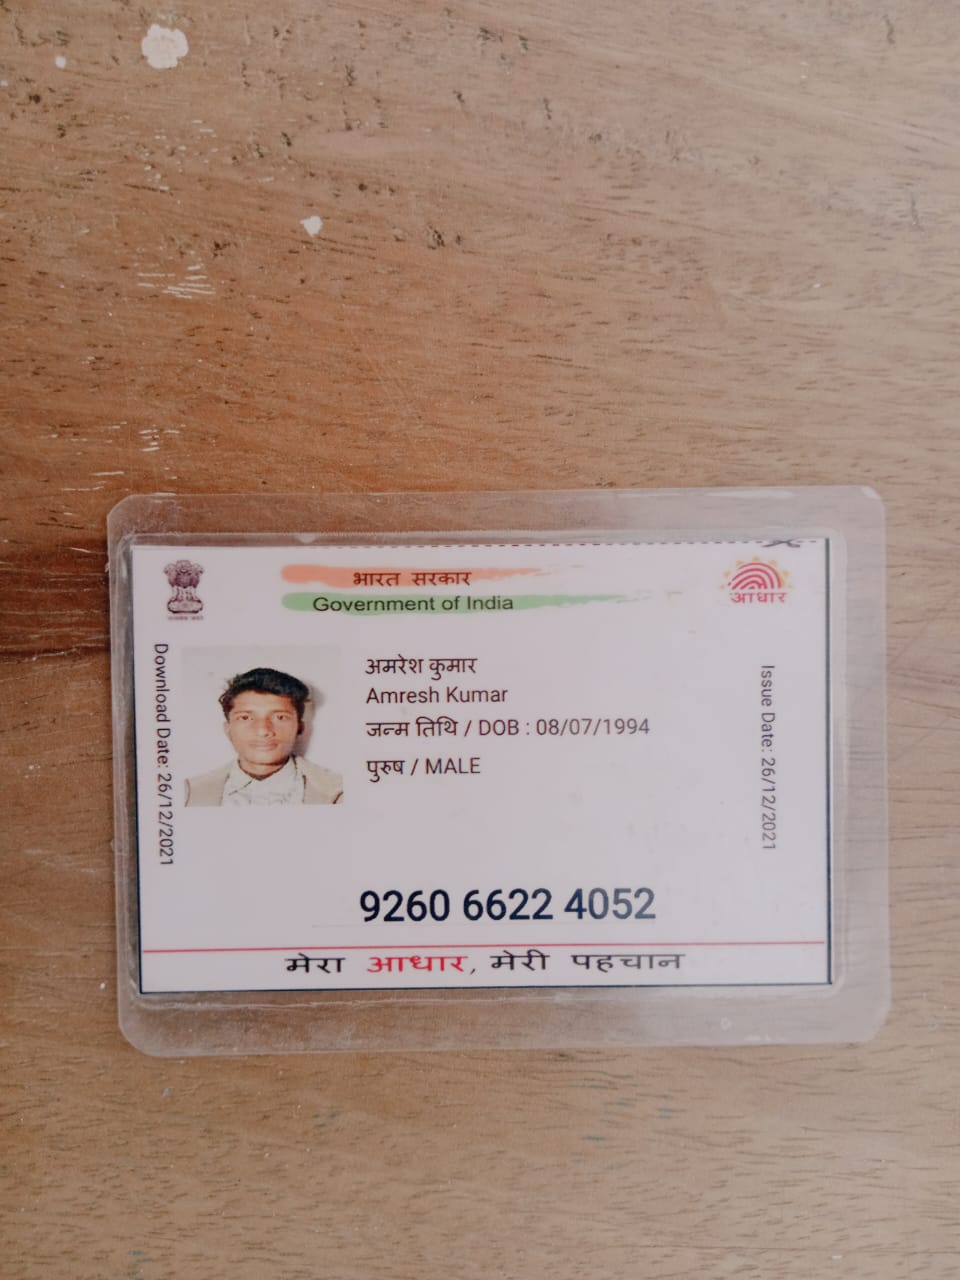 भारत सरकार
Government of India
आधार
Download Date: 26/12/2021
अमरेश कुमार
Amresh Kumar
जन्म तिथि / DOB : 08/07/1994
पुरुष / MALE
Issue Date: 26/12/2021
9260 6622 4052
मेरा आधार, मेरी पहचान